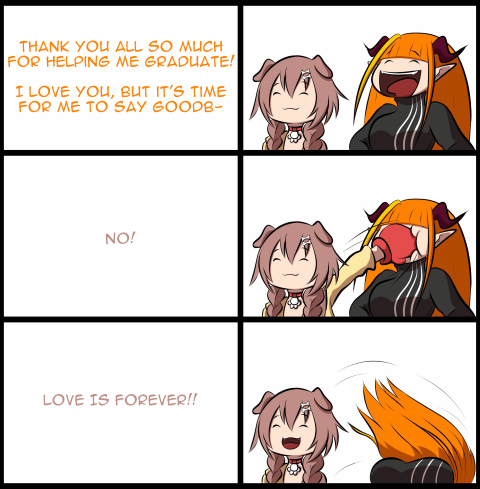 THANK YOU ALL SO MUCH
FOR HELPING ME GRADUATE!
I LOVE YOU, BUT IT'S TIME
FOR ME TO SAY GOODB-
NO!
LOVE IS FOREVER!!